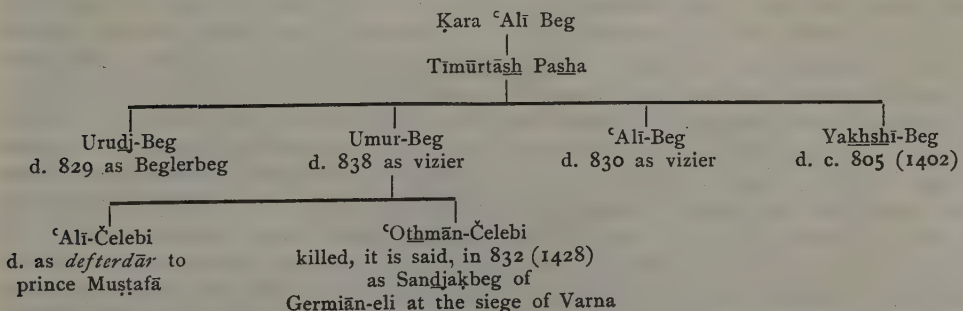 Ḳara ʿAlī Beg
Tīmūrtāsh Pasha
Urudj-Beg
d. 829 as Beglerbeg
Umur-Beg
d. 838 as vizier
ʿAlī-Beg
d. 830 as vizier
Yakhshī-Beg
d. c. 805 (1402)
ʿAlī-Čelebi
d. as defterdār to
prince Muṣṭafā
ʿOthmān-Čelebi
killed, it is said, in 832 (1428)
as Sandjaḳbeg of
Germiān-eli at the siege of Varna